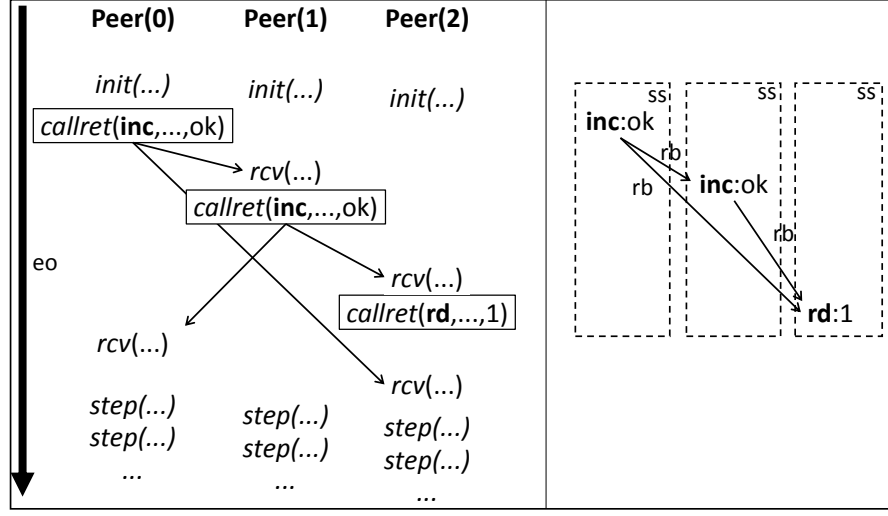 Peer(0) Peer(1) Peer(2)
init(...) init(...) init(...)
callret(inc,...,ok)
rcv(...)
callret(inc,...,ok)
eo
rcv(...)
callret(rd,...,1)
rcv(...)
rcv(...)
step(...) step(...) step(...)
step(...) step(...) step(...)
... ... ...
ss ss ss
inc:ok
rb
rb inc:ok
rb
rd:1